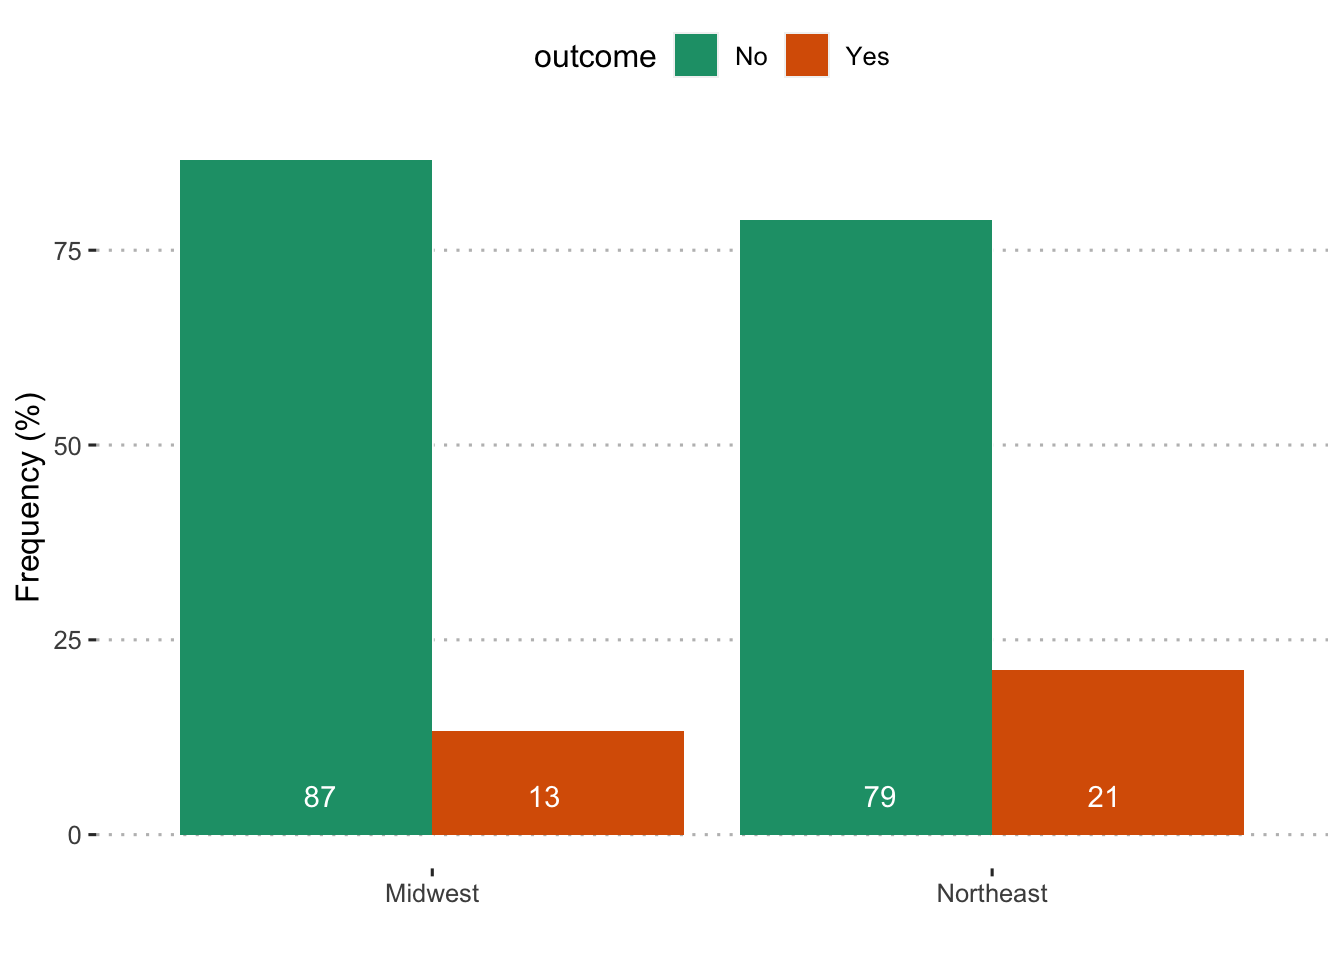 outcome No Yes
Frequency (%)
75
50
25
0
87 13 79 21
Midwest Northeast